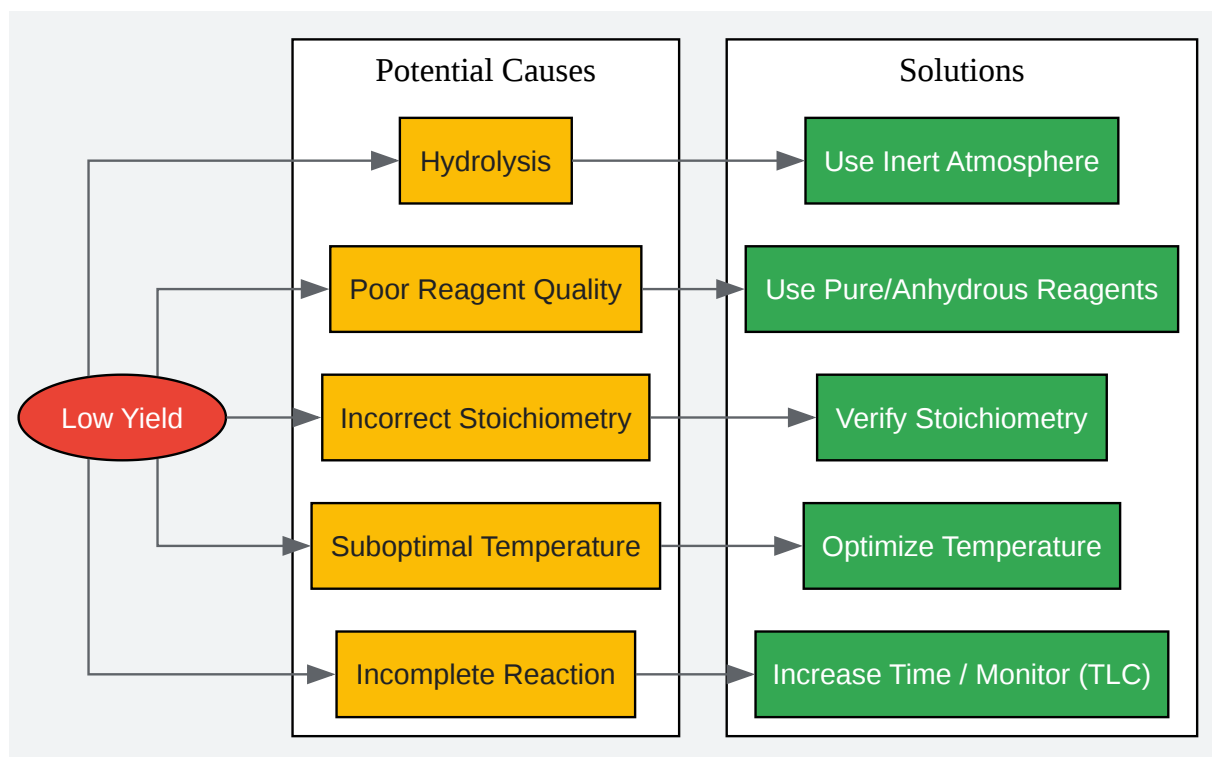 Potential Causes
Solutions
Hydrolysis
Use Inert Atmosphere
Poor Reagent Quality
Use Pure/Anhydrous Reagents
Low Yield
Incorrect Stoichiometry
Verify Stoichiometry
Suboptimal Temperature
Optimize Temperature
Incomplete Reaction
Increase Time / Monitor (TLC)